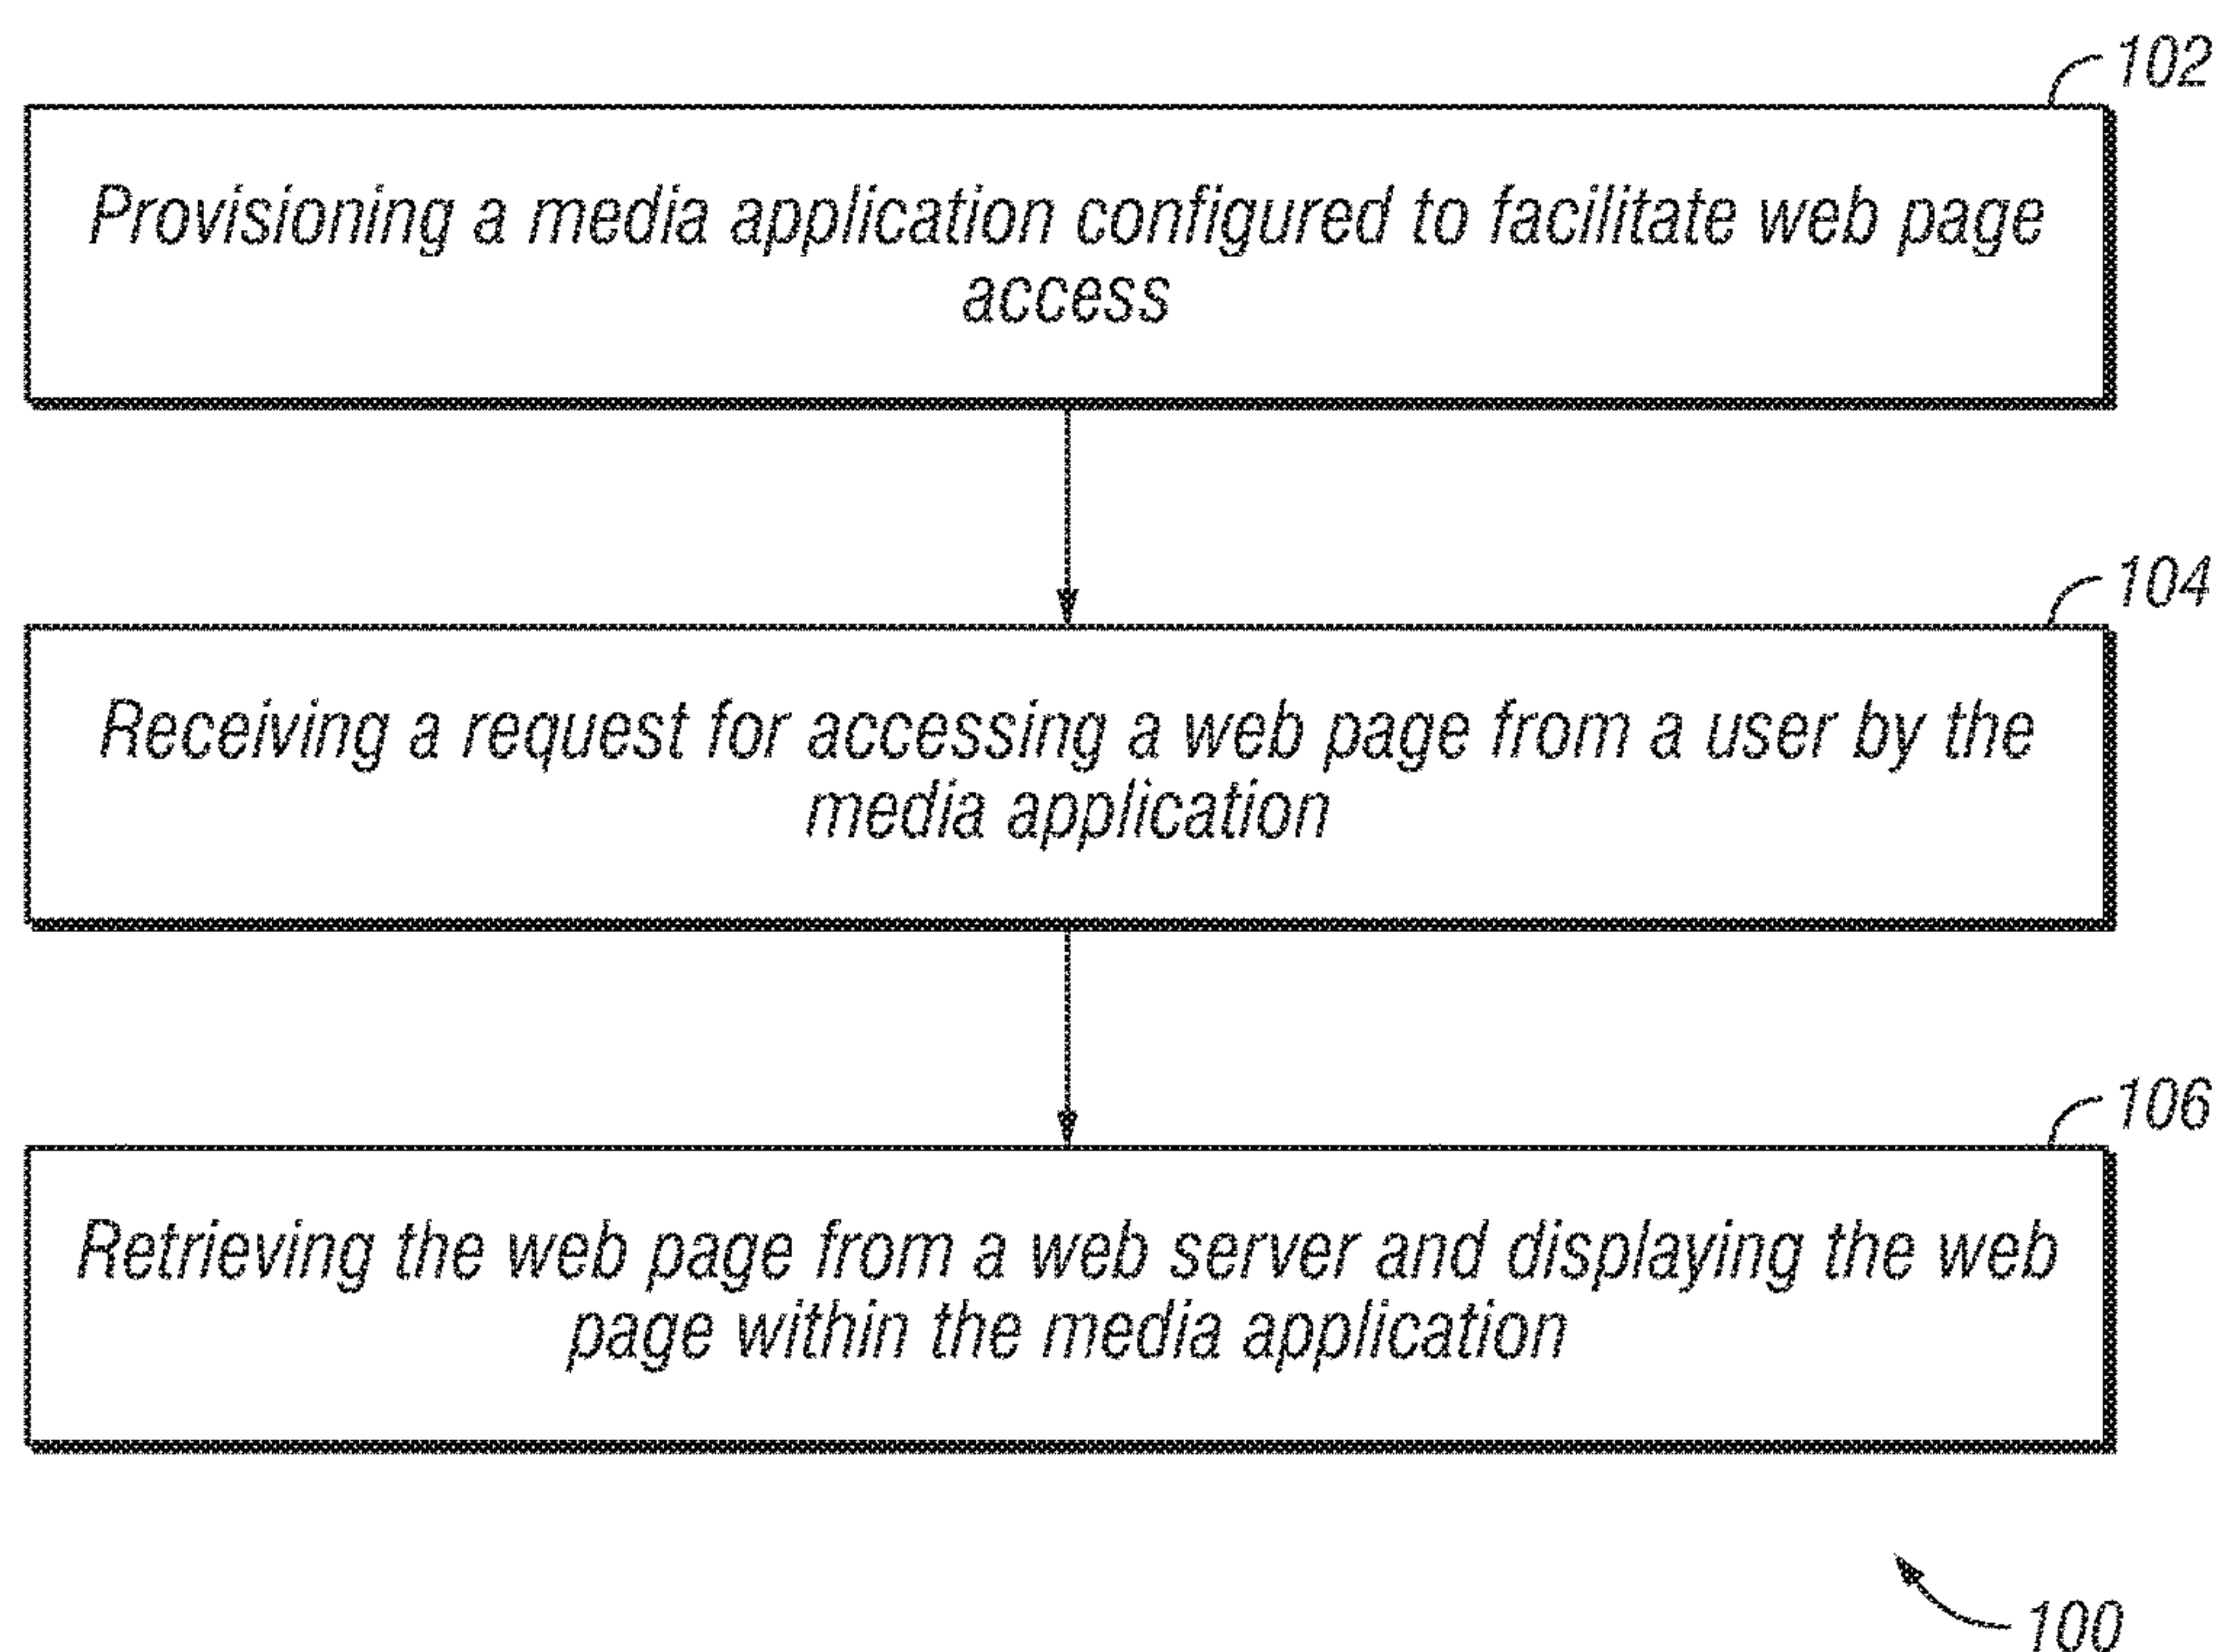 102
Provisioning a media application configured to facilitate web page
access
104
Receiving a request for accessing a web page from a user by the
media application
106
Retrieving the web page from a web server and displaying the web
page within the media application
100